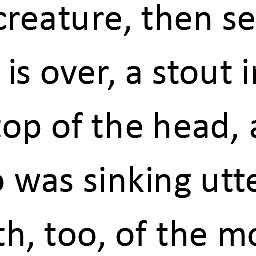 creature, then se
is over, a stout i
top of the head,
was sinking utte
th, too, of the mo